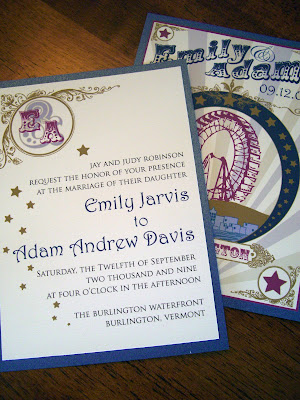 E
A
JAY AND JUDY ROBINSON
REQUEST THE HONOR OF YOUR PRESENCE
AT THE MARRIAGE OF THEIR DAUGHTER
Emily Jarvis
to
Adam Andrew Davis
SATURDAY, THE TWELFTH OF SEPTEMBER
TWO THOUSAND AND NINE
AT FOUR O'CLOCK IN THE AFTERNOON
THE BURLINGTON WATERFRONT
BURLINGTON, VERMONT
Emily &
Adam
09.12.0